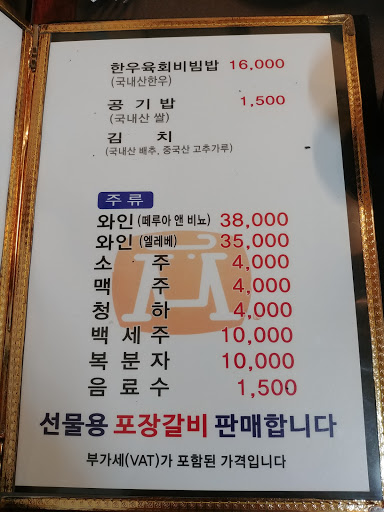 한우육회비빔밥 16,000
(국내산한우)
공기밥 1,500
(국내산 쌀)
김 치
(국내산 배추, 중국산 고추가루)
주 류
와인 (페루아 앤 비뇨) 38,000
와인 (엘레베) 35,000
소 주 4,000
맥 주 4,000
청 하 4,000
백 세 주 10,000
복 분 자 10,000
음 료 수 1,500
선물용 포장갈비 판매합니다
부가세(VAT)가 포함된 가격입니다